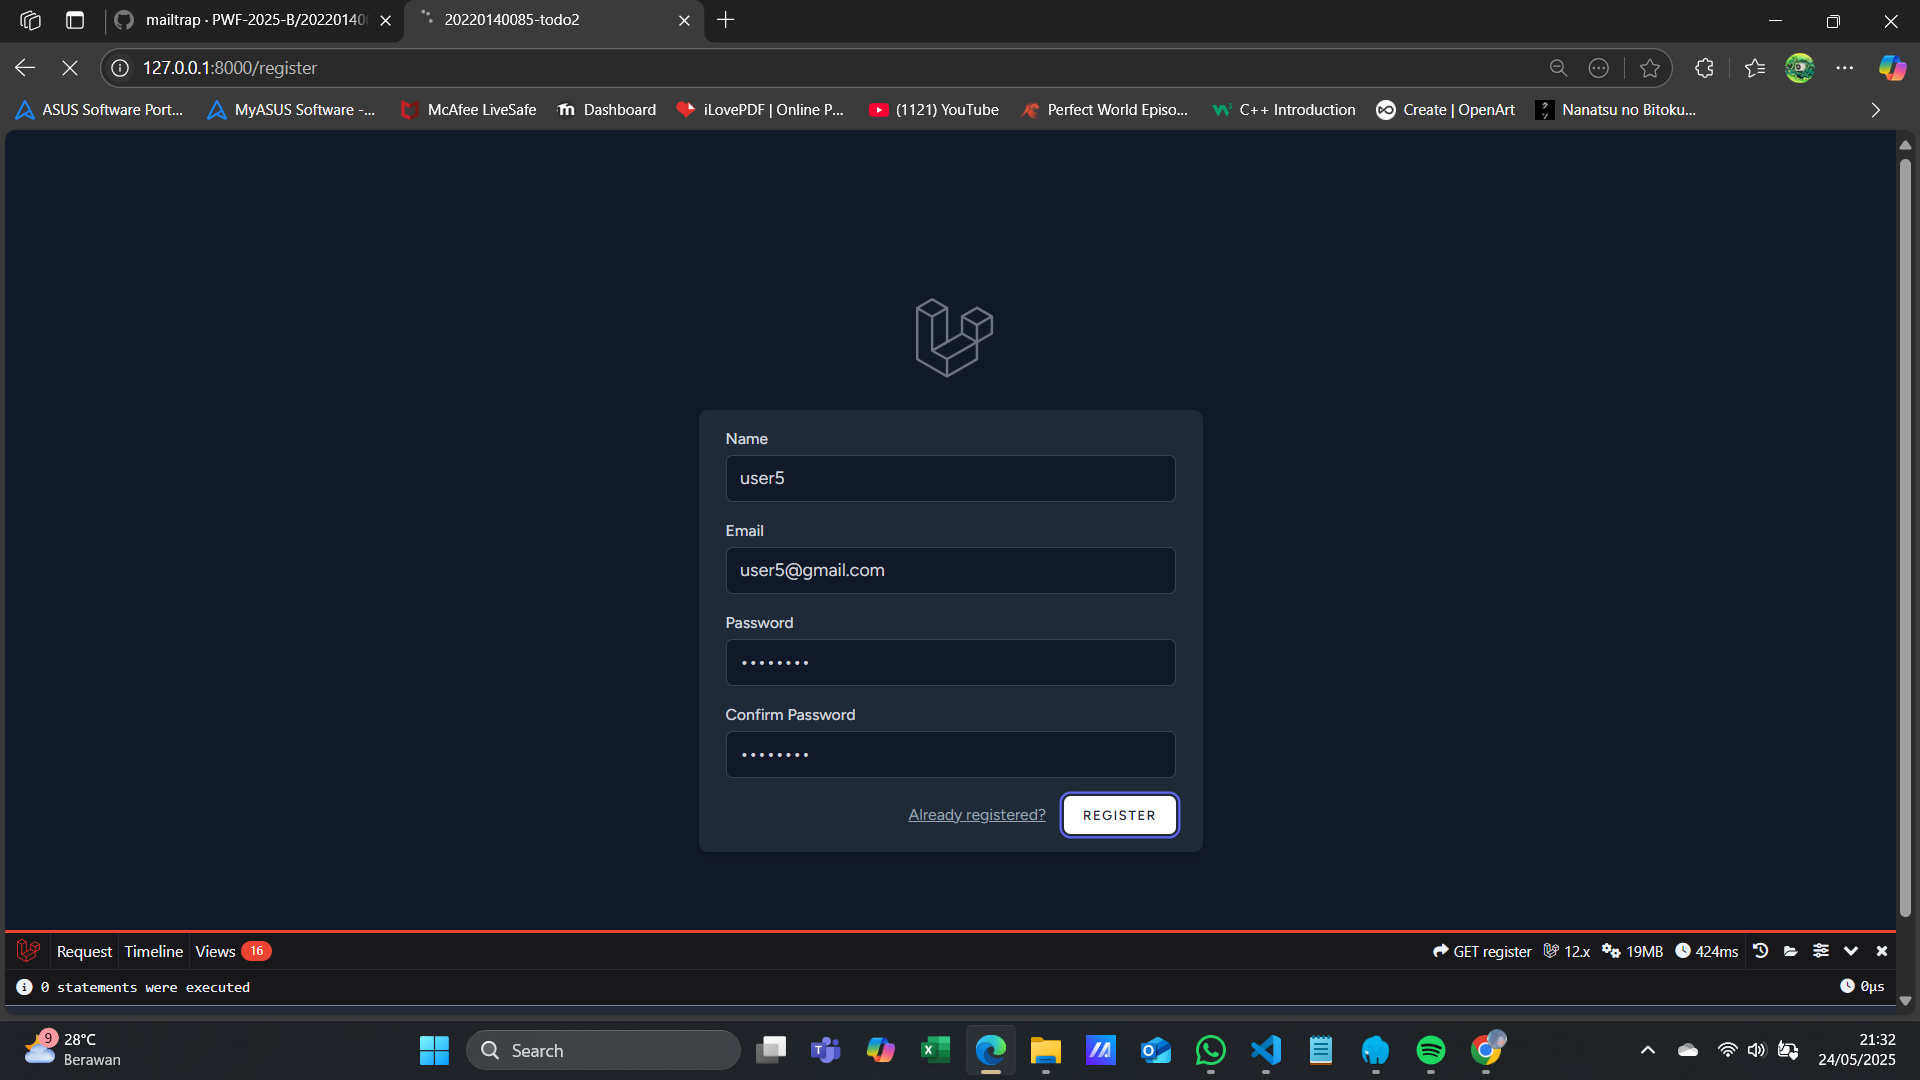 mailtrap · PWF-2025-B/20220140
20220140085-todo2
127.0.0.1:8000/register
ASUS Software Port...
MyASUS Software -...
McAfee LiveSafe
Dashboard
iLovePDF | Online P...
(1121) YouTube
Perfect World Episo...
C++ Introduction
Create | OpenArt
Nanatsu no Bitoku...
Name
user5
Email
user5@gmail.com
Password
••••••••
Confirm Password
••••••••
Already registered?
REGISTER
Request
Timeline
Views 16
GET register
12.x
19MB
424ms
0 statements were executed
0μs
9
28°C
Berawan
Search
21:32
24/05/2025